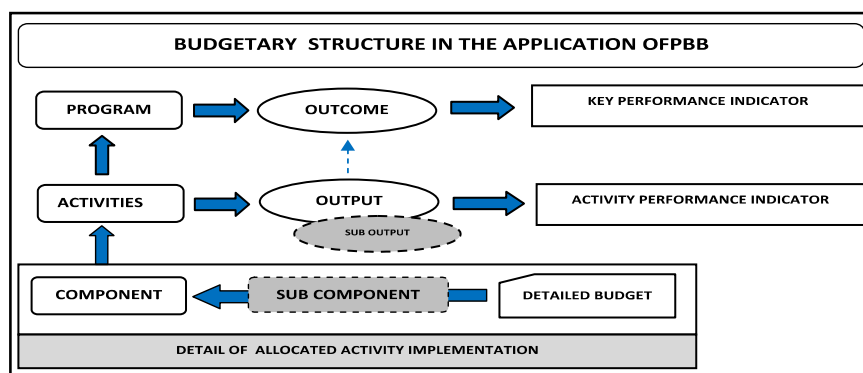 BUDGETARY STRUCTURE IN THE APPLICATION OFPBB
PROGRAM
OUTCOME
KEY PERFORMANCE INDICATOR
ACTIVITIES
OUTPUT
ACTIVITY PERFORMANCE INDICATOR
SUB OUTPUT
COMPONENT
SUB COMPONENT
DETAILED BUDGET
DETAIL OF ALLOCATED ACTIVITY IMPLEMENTATION